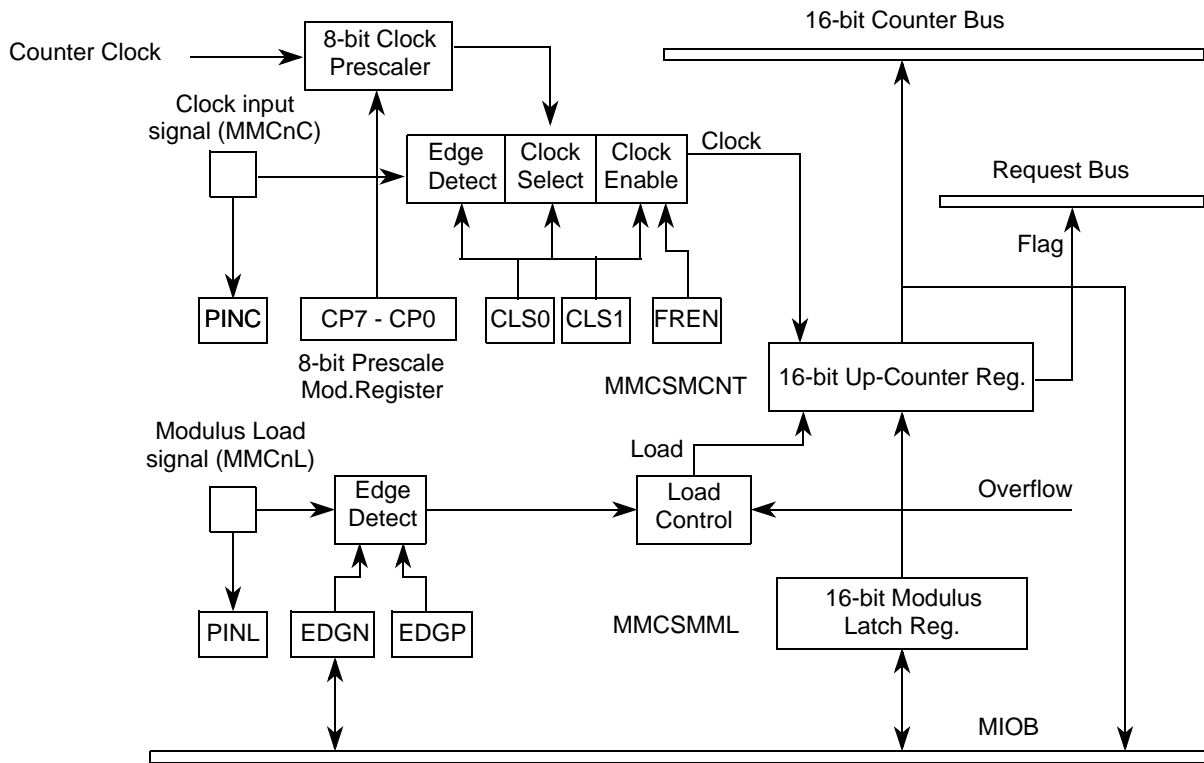 16-bit Counter Bus
Counter Clock
8-bit Clock
Prescaler
Clock input
signal (MMCnC)
Edge
Detect
Clock
Select
Clock
Enable
Clock
Request Bus
Flag
PINC
CP7 - CP0
CLS0
CLS1
FREN
8-bit Prescale
Mod.Register
MMCSMCNT
16-bit Up-Counter Reg.
Modulus Load
signal (MMCnL)
Load
Edge
Detect
Load
Control
Overflow
PINL
EDGN
EDGP
MMCSMML
16-bit Modulus
Latch Reg.
MIOB